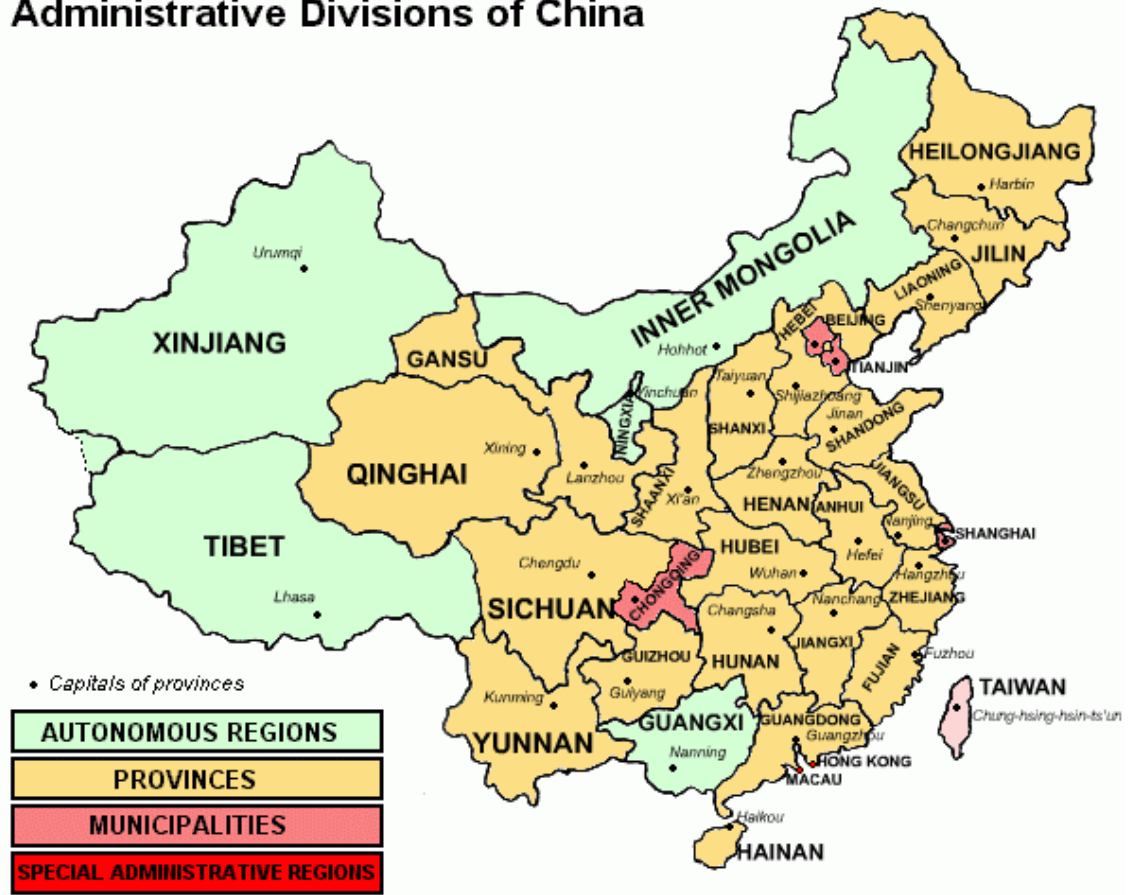 Administrative Divisions of China
HEILONGJIANG
Harbin
Changchun
JILIN
LIAONING
Shenyang
INNER MONGOLIA
Hohhot
Urumqi
XINJIANG
GANSU
HEBEI
BEIJING
TIANJIN
Taiyuan
Shijiazhuang
Yinchuan
NINGXIA
SHANXI
Jinan
SHANDONG
Xining
QINGHAI
Lanzhou
SHAANXI
Xi'an
Zhengzhou
HENAN
JIANGSU
ANHUI
Nanjing
SHANGHAI
TIBET
Lhasa
Chengdu
SICHUAN
CHONGQING
HUBEI
Wuhan
Hefei
Hangzhou
ZHEJIANG
Changsha
Nanchang
HUNAN
JIANGXI
FUJIAN
Fuzhou
GUIZHOU
Guiyang
Kunming
YUNNAN
GUANGXI
Nanning
GUANGDONG
Guangzhou
HONG KONG
MACAU
TAIWAN
Chung-hsing-hsin-ts'un
Haikou
HAINAN
• Capitals of provinces
AUTONOMOUS REGIONS
PROVINCES
MUNICIPALITIES
SPECIAL ADMINISTRATIVE REGIONS